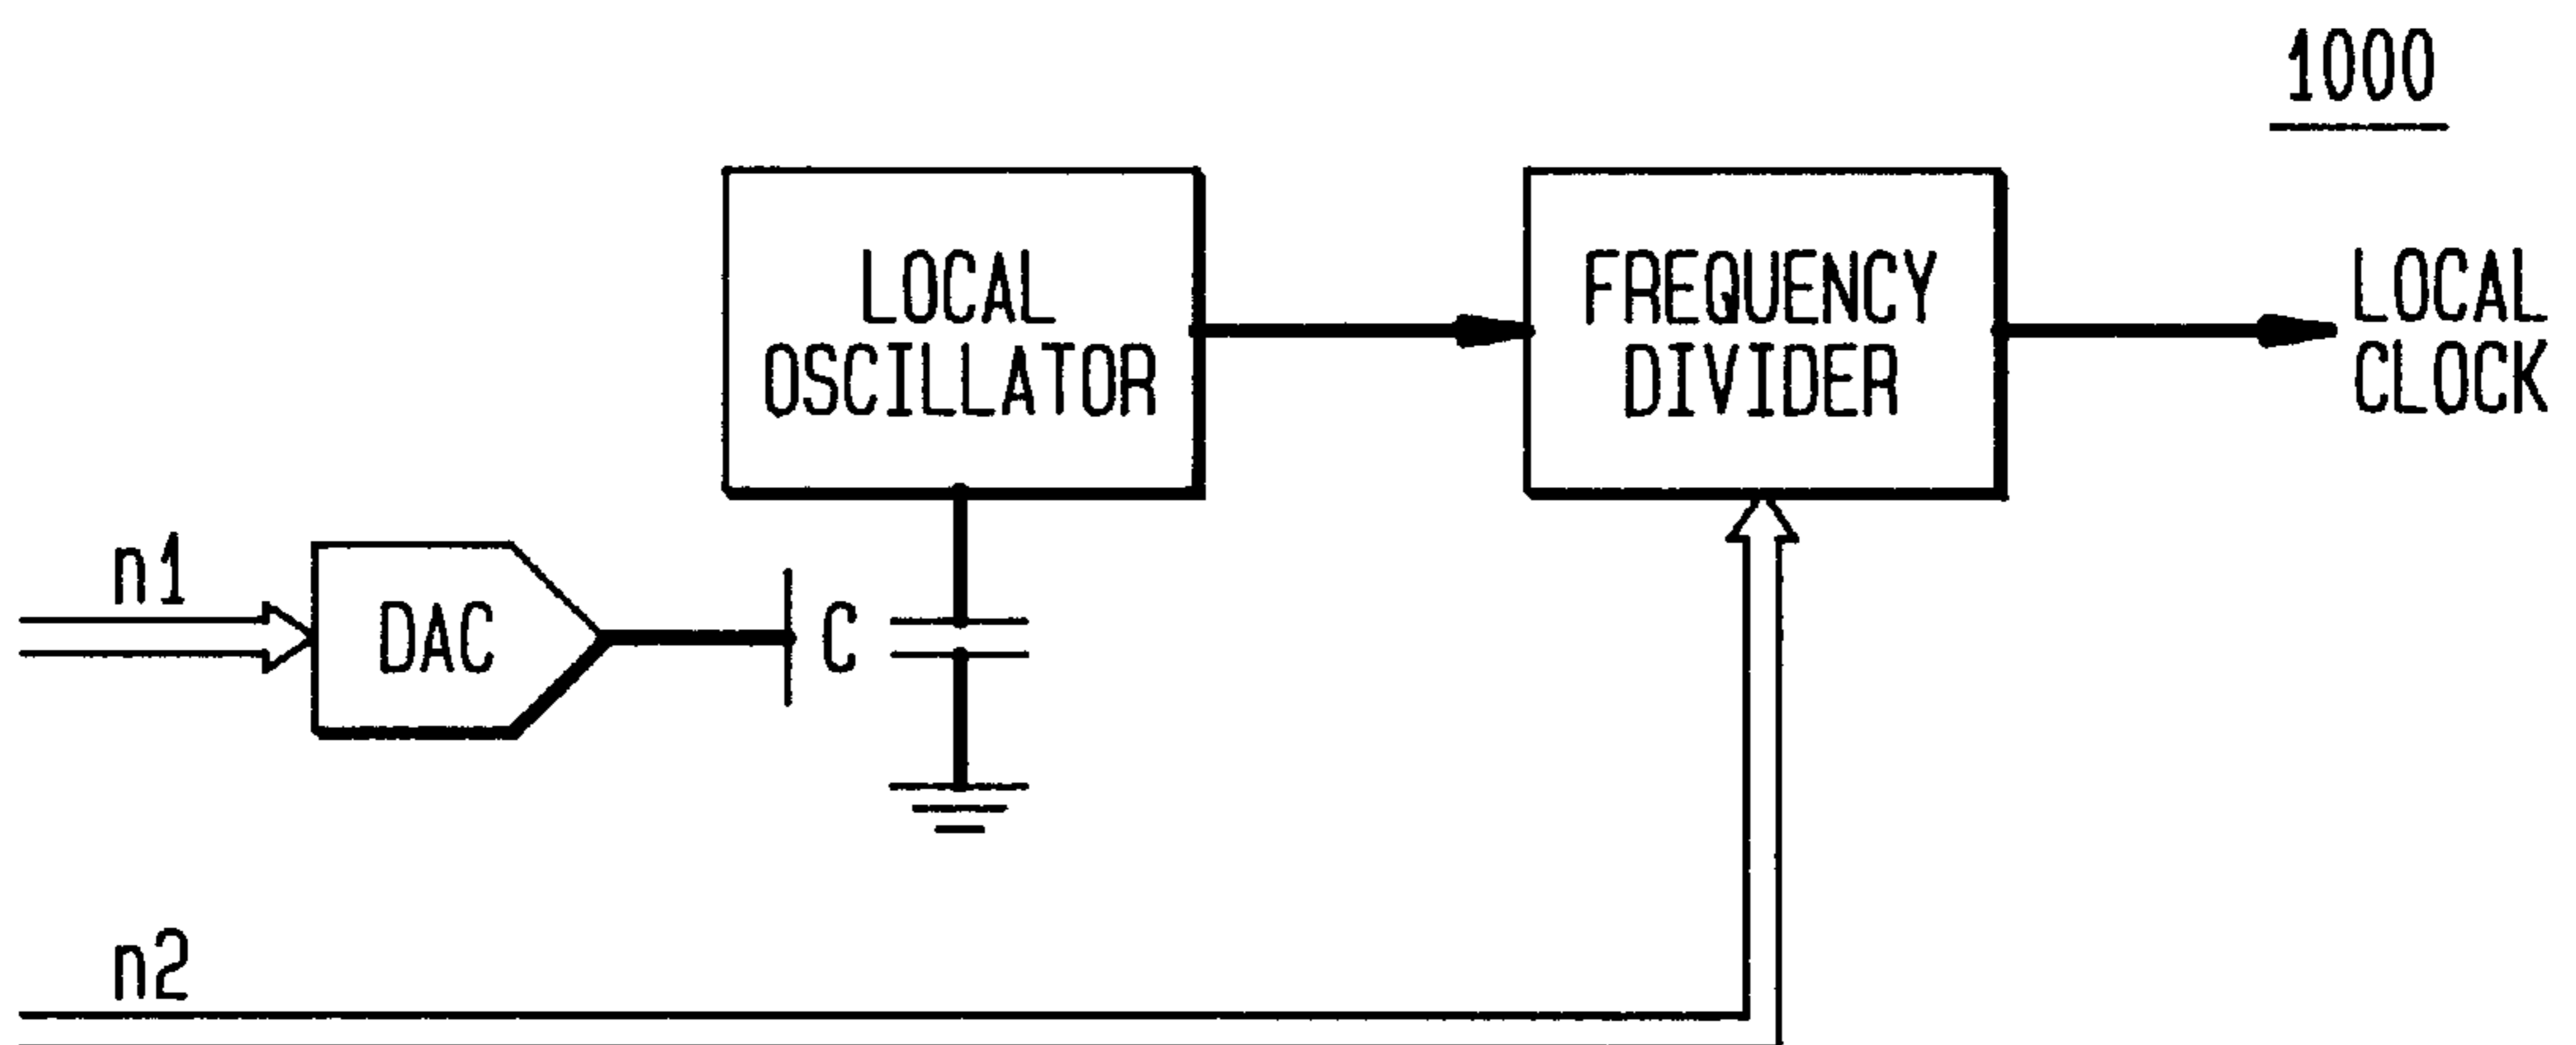 1000
LOCAL
OSCILLATOR
FREQUENCY
DIVIDER
LOCAL
CLOCK
n1
DAC
C
n2